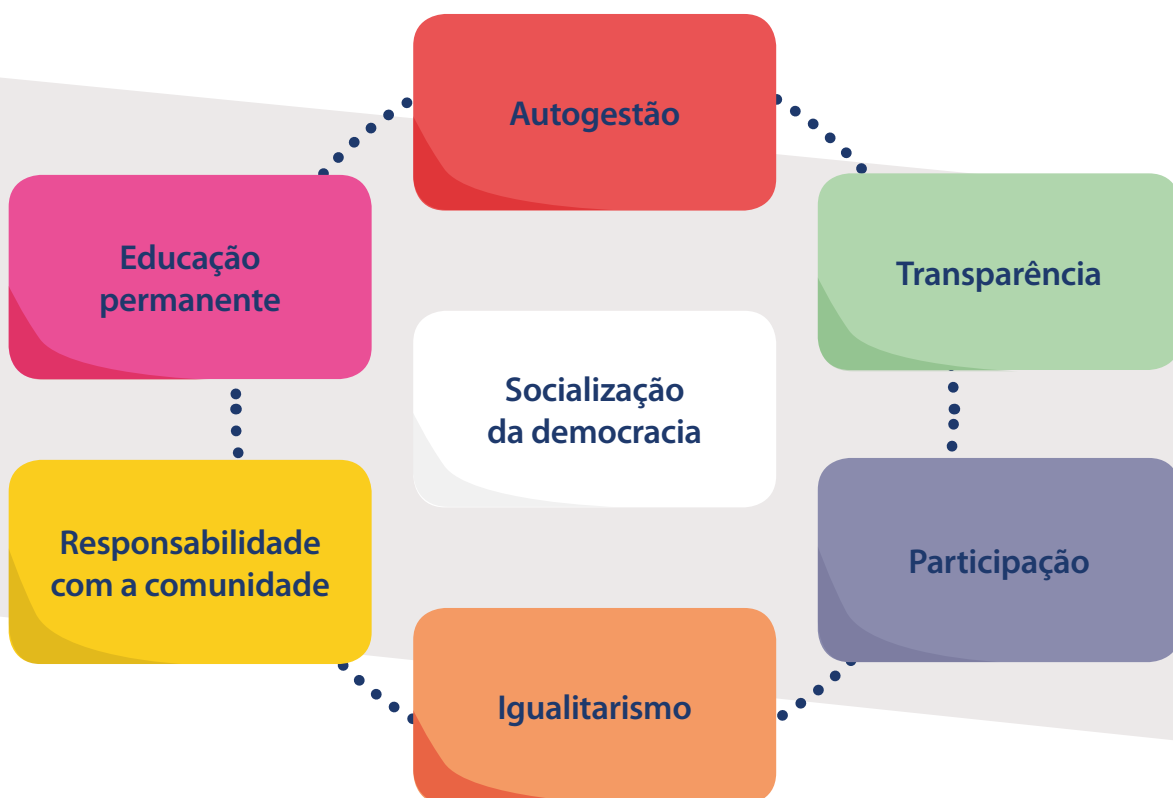 Autogestão
Educação
permanente
Transparência
Socialização
da democracia
Responsabilidade
com a comunidade
Participação
Igualitarismo